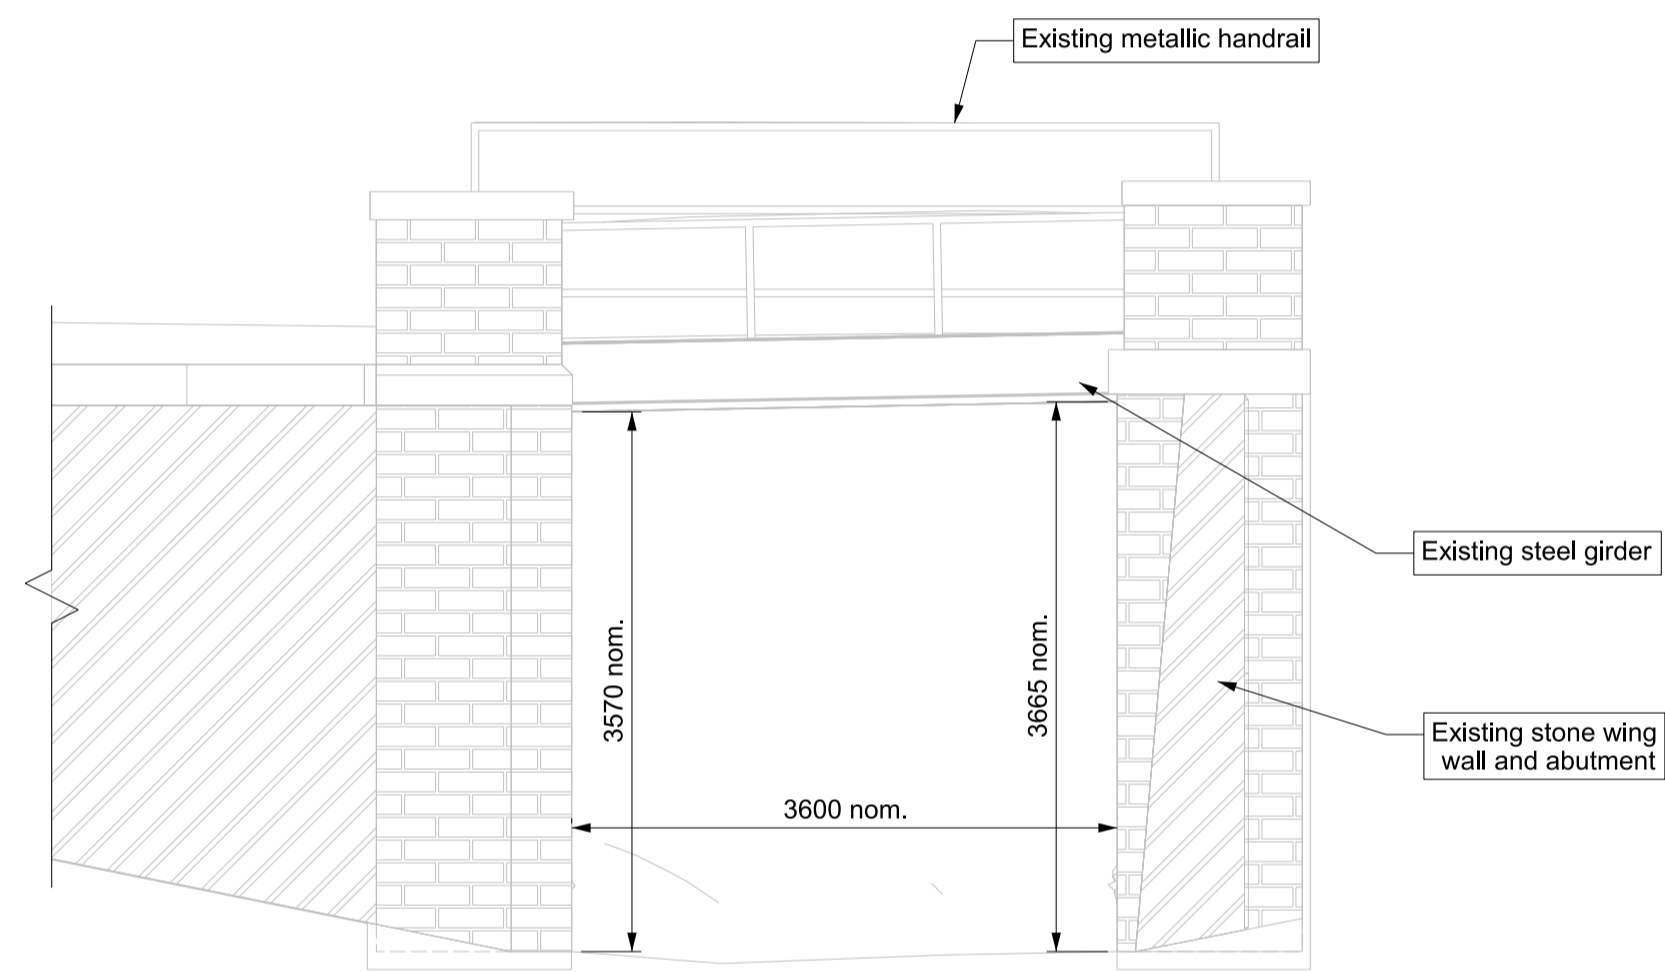 Existing metallic handrail
Existing steel girder
3570 nom.
3665 nom.
Existing stone wing
wall and abutment
3600 nom.